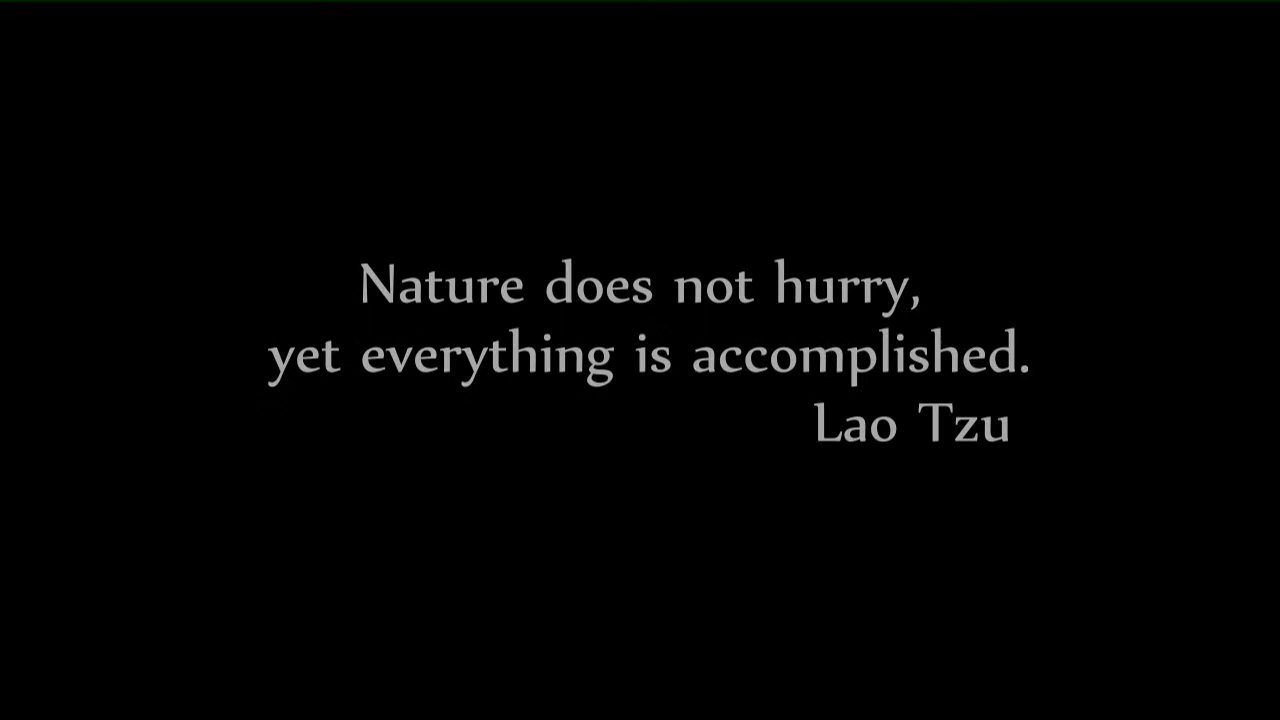 Nature does not hurry,
yet everything is accomplished.
Lao Tzu